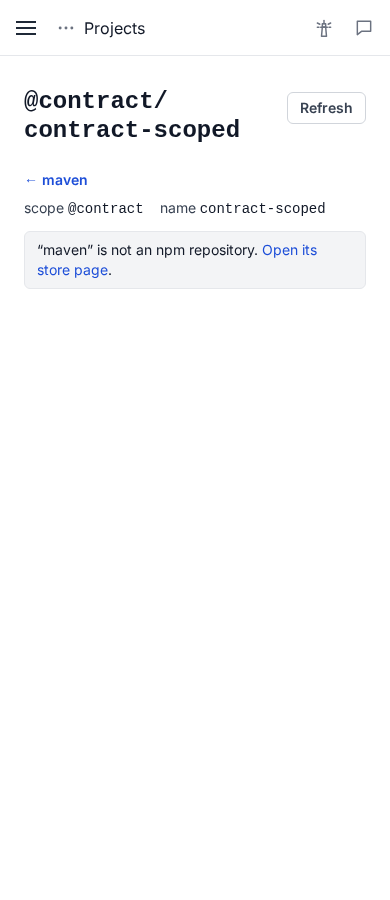 Projects
@contract/
contract-scoped
Refresh
← maven
scope @contract name contract-scoped
“maven” is not an npm repository. Open its
store page.